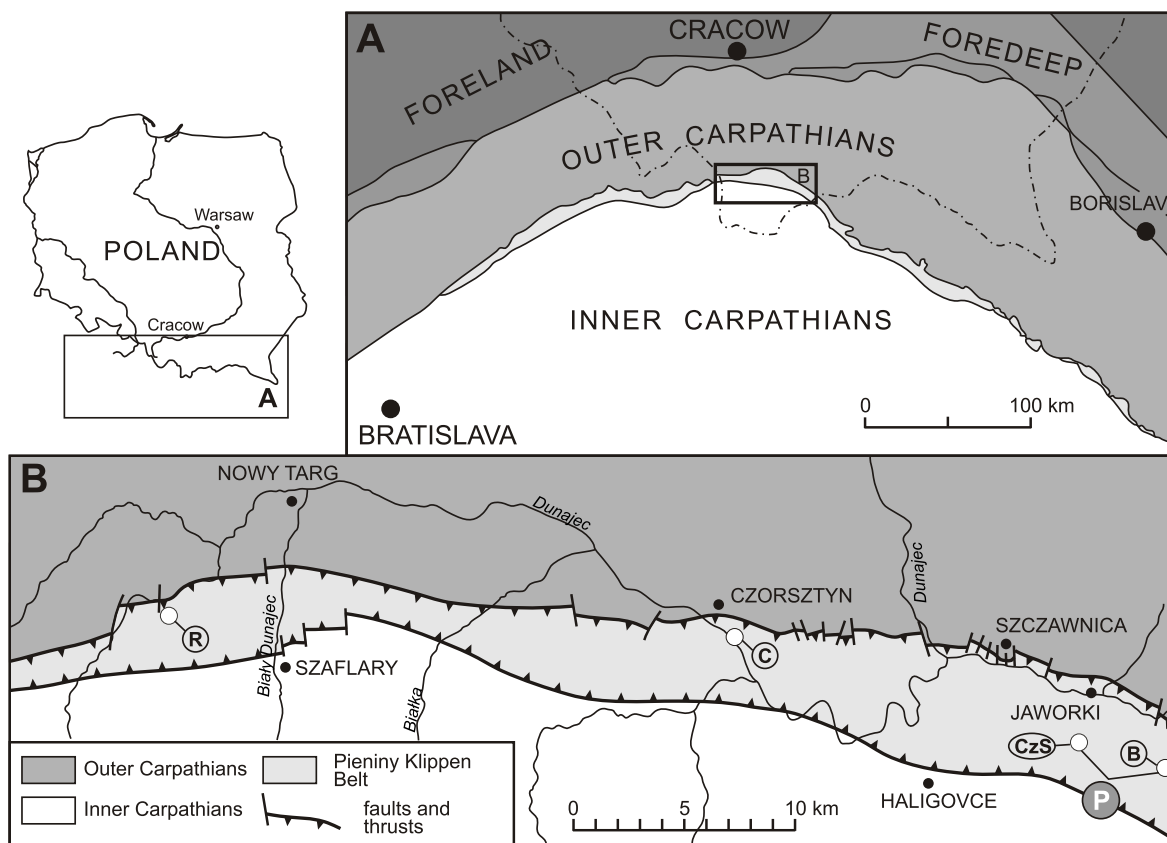 Warsaw
POLAND
Cracow
A
A
CRACOW
FORELAND
FOREDEEP
OUTER CARPATHIANS
B
BORISLAV
INNER CARPATHIANS
0 100 km
BRATISLAVA
B
NOWY TARG
Dunajec
Dunajec
CZORSZTYN
SZCZAWNICA
R
C
Biały Dunajec
SZAFLARY
Białka
JAWORKI
CzS
B
P
HALIGOVCE
Outer Carpathians
Pieniny Klippen
Belt
Inner Carpathians
faults and
thrusts
0 5 10 km